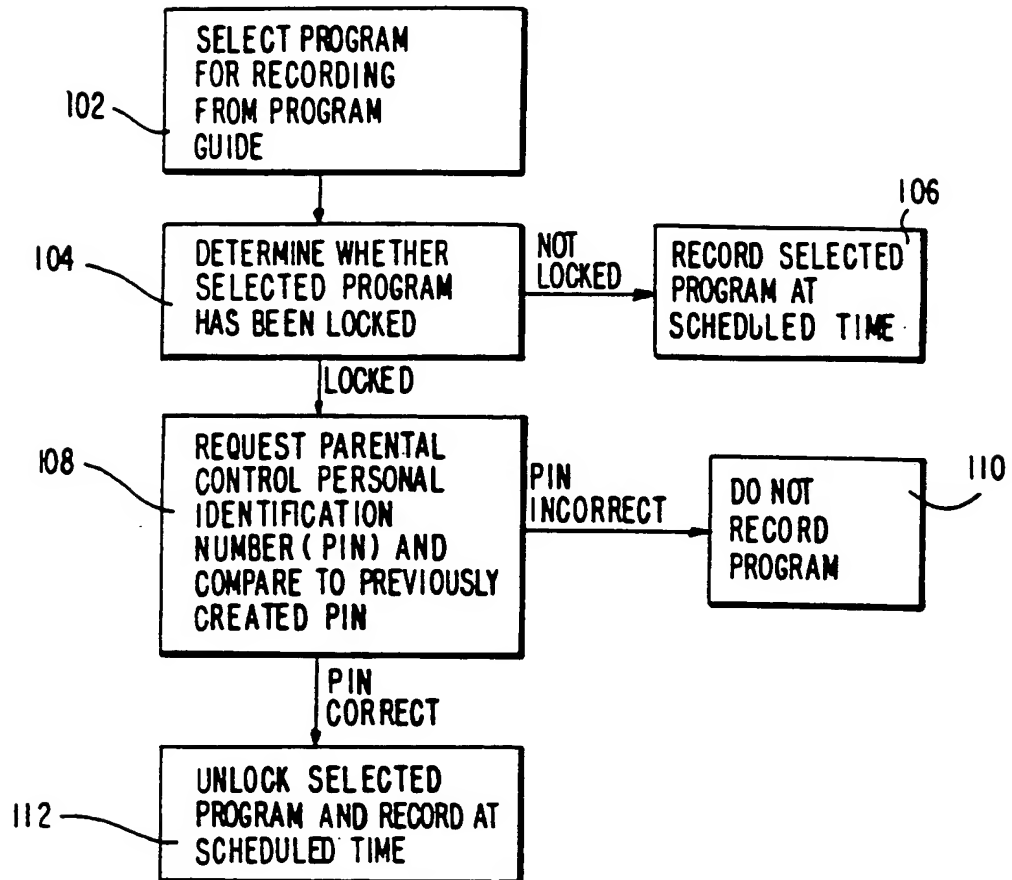 SELECT PROGRAM
FOR RECORDING
FROM PROGRAM
GUIDE
102
106
104
DETERMINE WHETHER
SELECTED PROGRAM
HAS BEEN LOCKED
NOT
LOCKED
RECORD SELECTED
PROGRAM AT
SCHEDULED TIME
LOCKED
108
REQUEST PARENTAL
CONTROL PERSONAL
IDENTIFICATION
NUMBER (PIN) AND
COMPARE TO PREVIOUSLY
CREATED PIN
PIN
INCORRECT
110
DO NOT
RECORD
PROGRAM
PIN
CORRECT
112
UNLOCK SELECTED
PROGRAM AND RECORD AT
SCHEDULED TIME